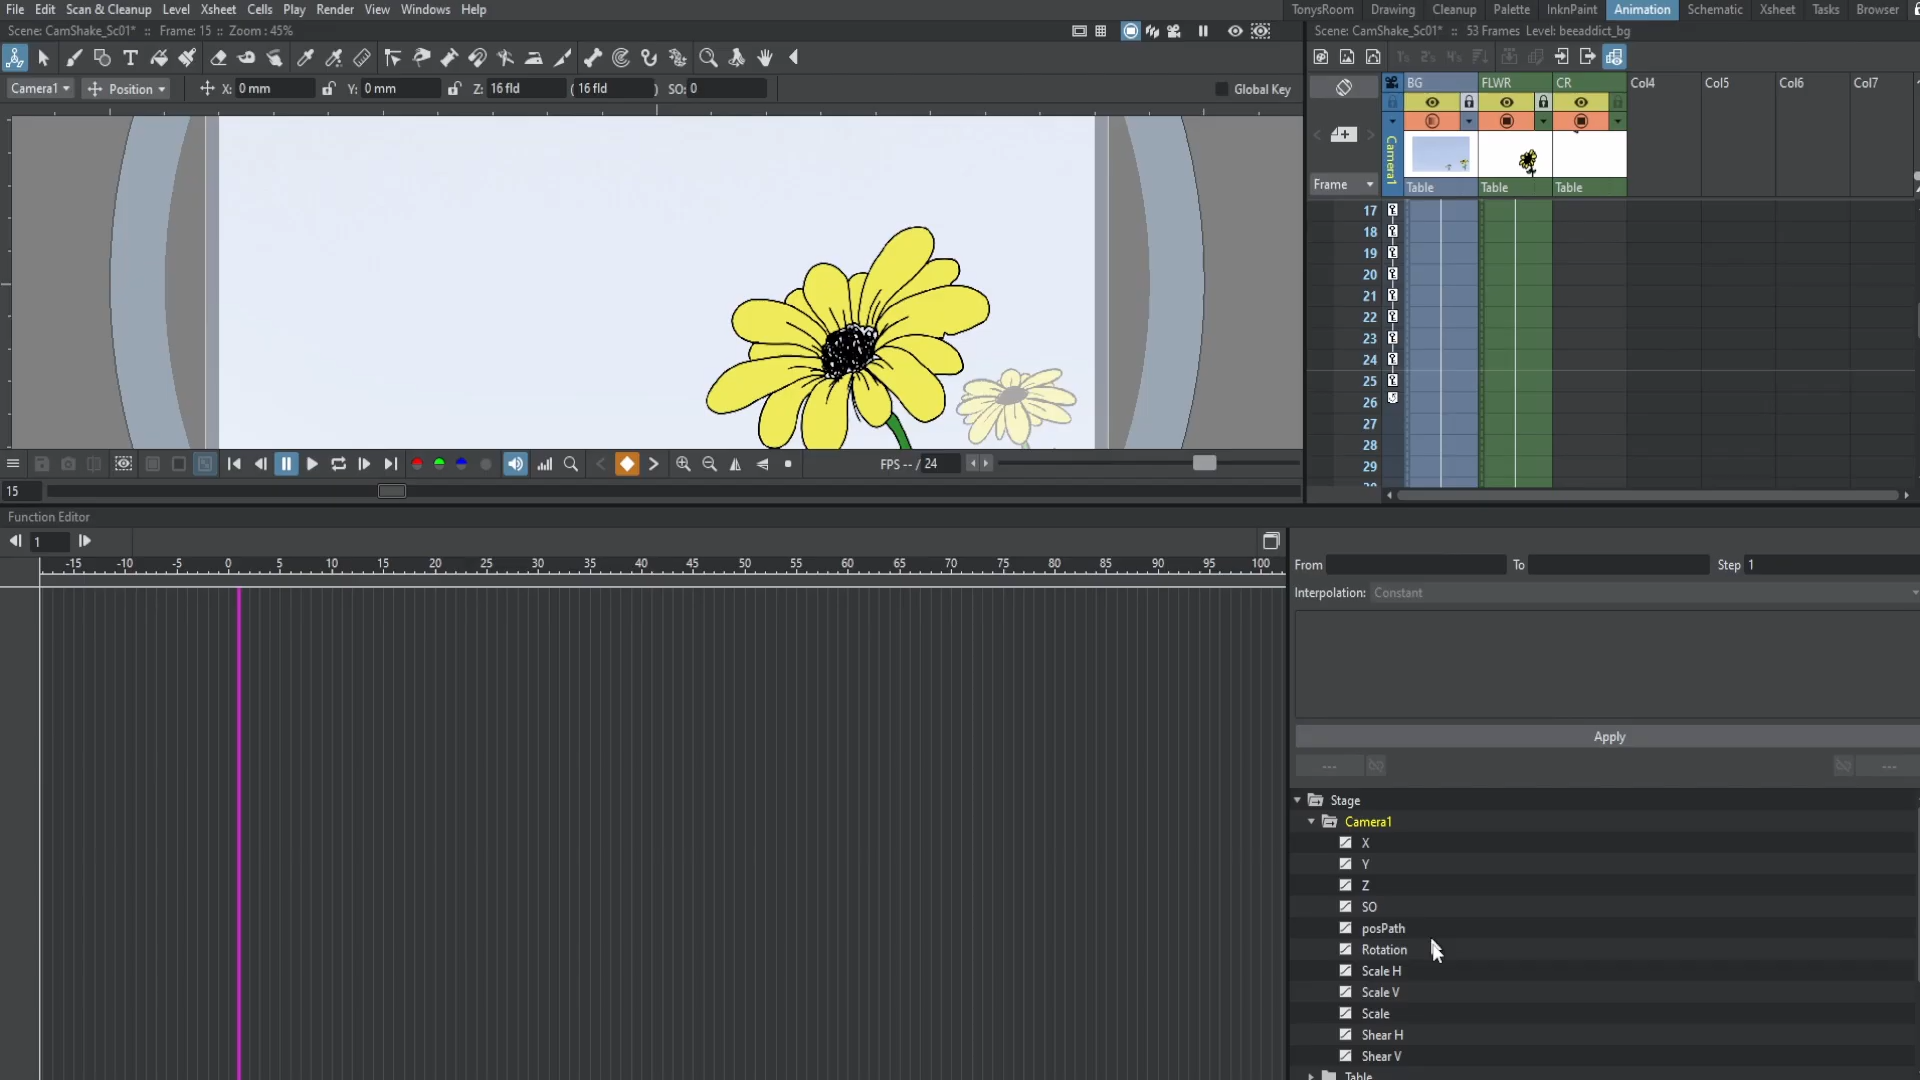 File Edit Scan & Cleanup Level Xsheet Cells Play Render View Windows Help
TonysRoom Drawing Cleanup Palette InknPaint Animation Schematic Xsheet Tasks Browser
Scene: CamShake_Sc01* :: Frame: 15 :: Zoom : 45%
Scene: CamShake_Sc01* :: 53 Frames Level: beeaddict_bg
Camera1 Position X: 0 mm Y: 0 mm Z: 16 fld ( 16 fld ) SO: 0 Global Key
BG FLWR CR Col4 Col5 Col6 Col7
Camera1
Frame Table Table Table
17
18
19
20
21
22
23
24
25
26
27
28
29
FPS -- / 24
15
Function Editor
1
-15 -10 -5 0 5 10 15 20 25 30 35 40 45 50 55 60 65 70 75 80 85 90 95 100
From To Step 1
Interpolation: Constant
Apply
--- ---
Stage
Camera1
X
Y
Z
SO
posPath
Rotation
Scale H
Scale V
Scale
Shear H
Shear V
Table